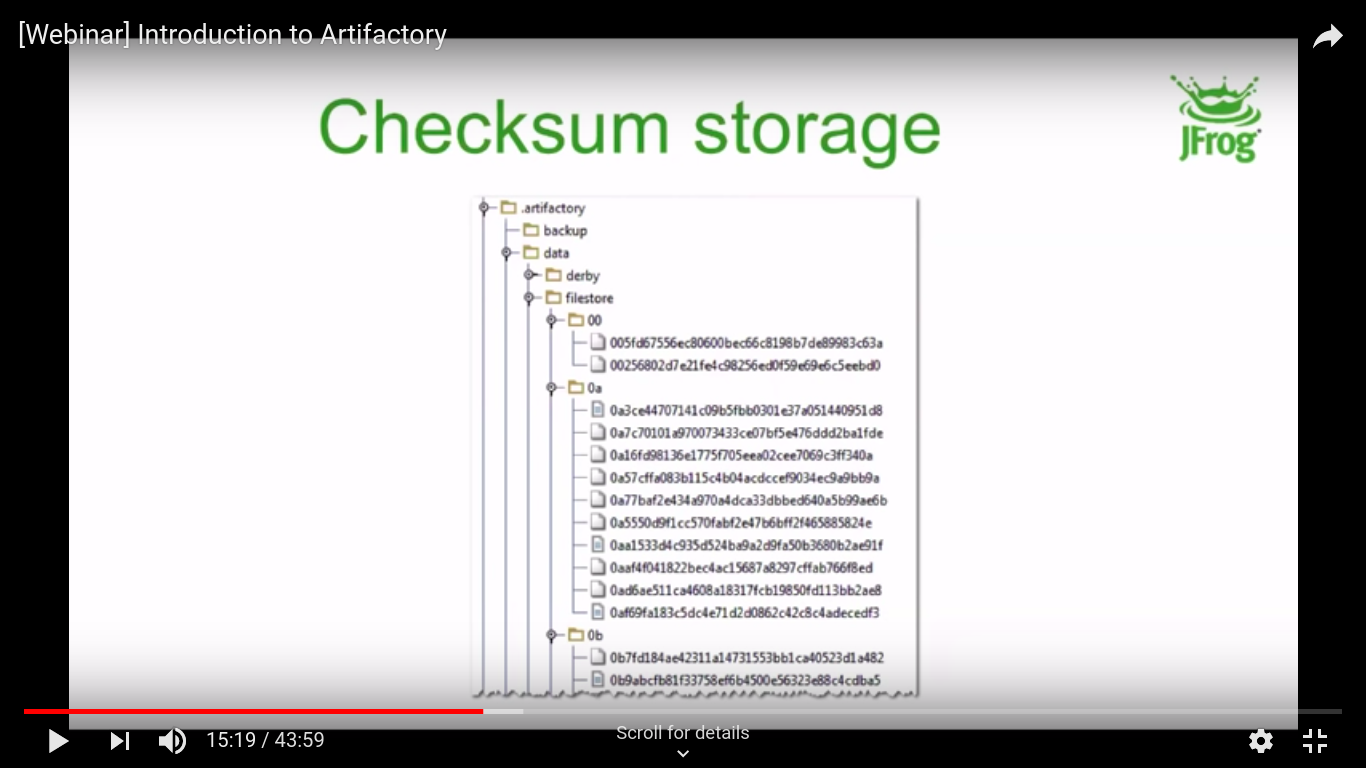 [Webinar] Introduction to Artifactory
Checksum storage
JFrog
.artifactory
backup
data
derby
filestore
00
005fd67556ec80600bec66c8198b7de89983c63a
00256802d7e21fe4c98256ed0f59e69e6c5eebd0
0a
0a3ce44707141c09b5fbb0301e37a051440951d8
0a7c70101a970073433ce07bf5e476ddd2ba1fde
0a16fd98136e1775f705eea02cee7069c3ff340a
0a57cffa083b115c4b04acdccef9034ec9a9bb9a
0a77baf2e434a970a4dca33dbbed640a5b99ae6b
0a5550d9f1cc570fabf2e47b6bff2f465885824e
0aa1533d4c935d524ba9a2d9fa50b3680b2ae91f
0aaf4f041822bec4ac15687a8297cffab766f8ed
0ad6ae511ca4608a18317fcb19850fd113bb2ae8
0af69fa183c5dc4e71d2d0862c42c8c4adecedf3
0b
0b7fd184ae42311a14731553bb1ca40523d1a482
0b9abcfb81f33758ef6b4500e56323e88c4cdba5
15:19 / 43:59
Scroll for details